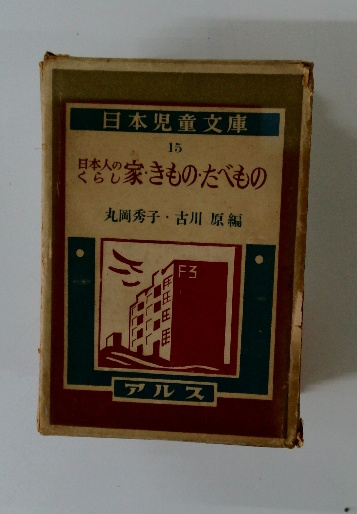 日本児童文庫
15
日本人の
くらし 家・きもの・たべもの
丸岡秀子・古川 原編
F3
アルス